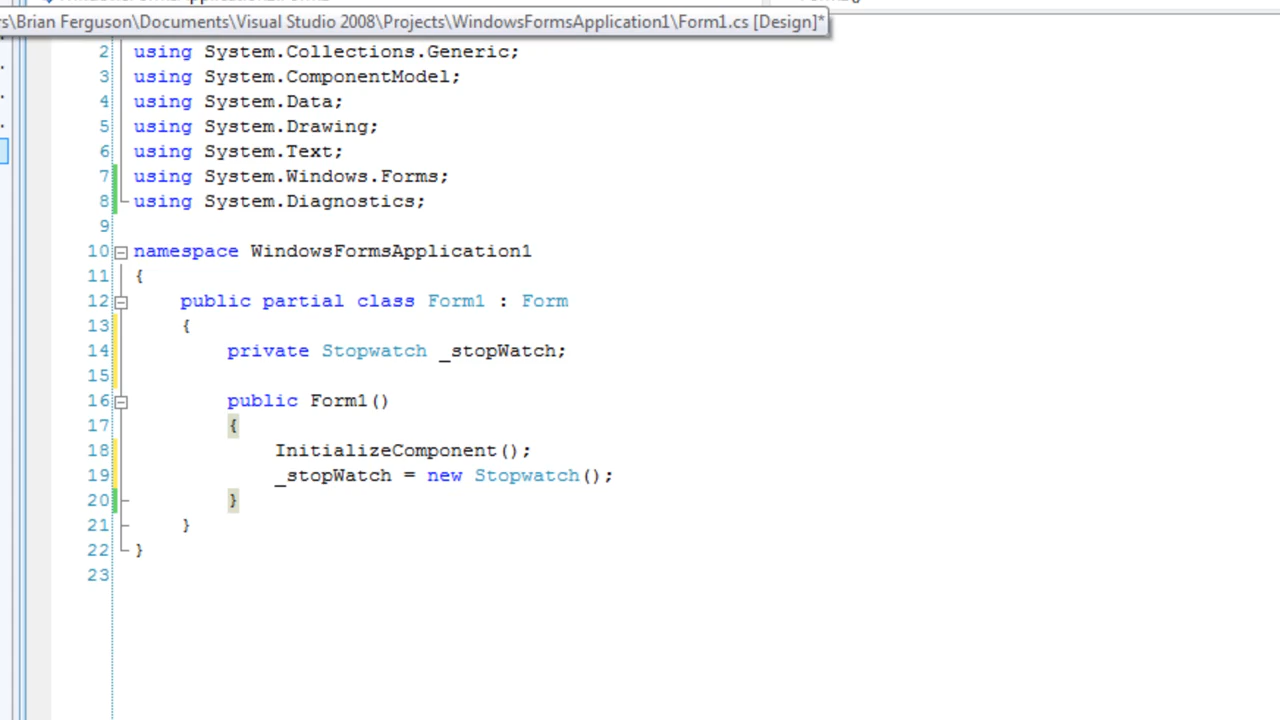 s\Brian Ferguson\Documents\Visual Studio 2008\Projects\WindowsFormsApplication1\Form1.cs [Design]*
2 using System.Collections.Generic;
3 using System.ComponentModel;
4 using System.Data;
5 using System.Drawing;
6 using System.Text;
7 using System.Windows.Forms;
8 using System.Diagnostics;
9
10 namespace WindowsFormsApplication1
11 {
12 public partial class Form1 : Form
13 {
14 private Stopwatch _stopWatch;
15
16 public Form1()
17 {
18 InitializeComponent();
19 _stopWatch = new Stopwatch();
20 }
21 }
22 }
23